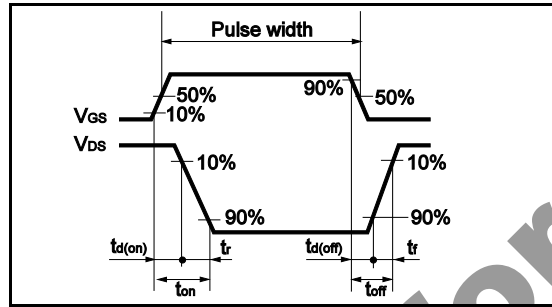 Pulse width
90%
50%
50%
10%
VGS
VDS
10%
10%
90%
90%
td(on)
tr
td(off)
tf
ton
toff